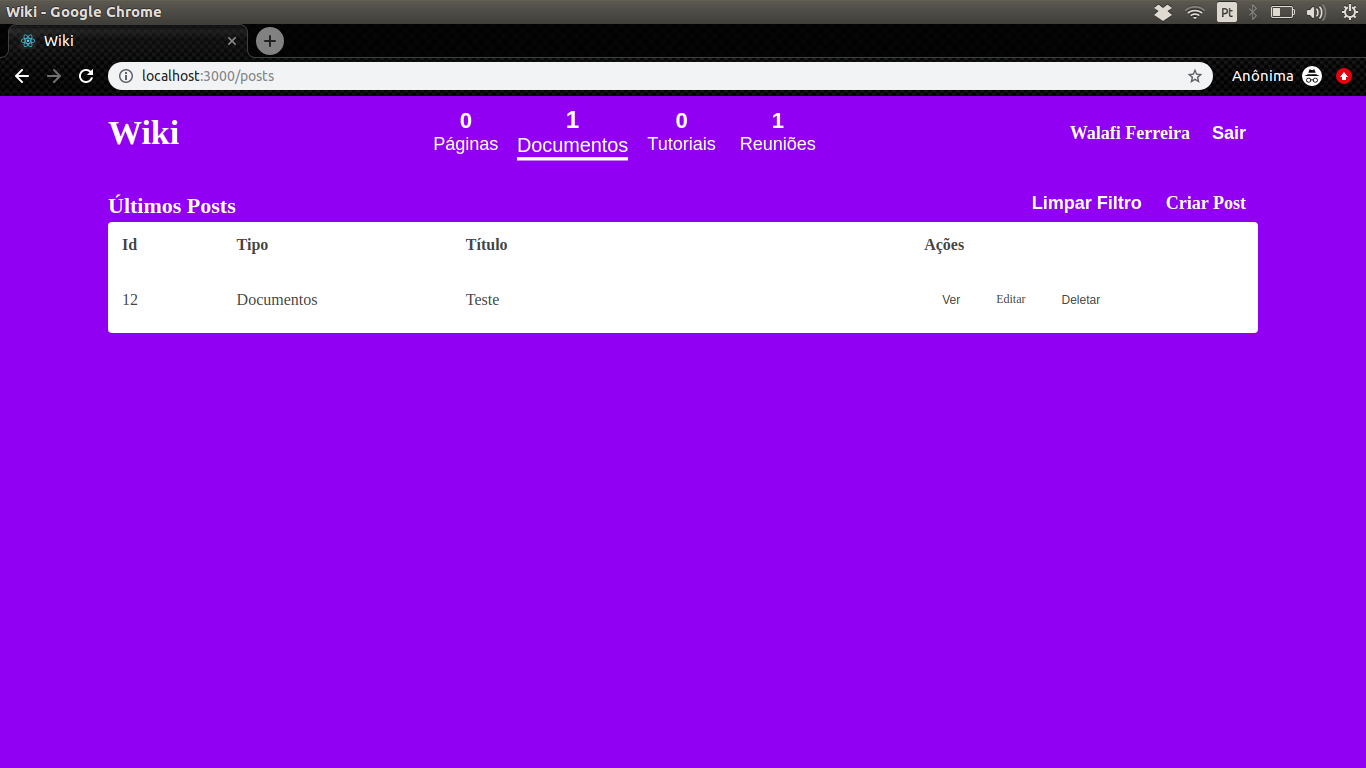 Wiki - Google Chrome
Pt
Wiki
localhost:3000/posts
Anônima
Wiki
0 1 0 1
Páginas Documentos Tutoriais Reuniões
Walafi Ferreira Sair
Últimos Posts
Limpar Filtro Criar Post
Id Tipo Título Ações
12 Documentos Teste Ver Editar Deletar